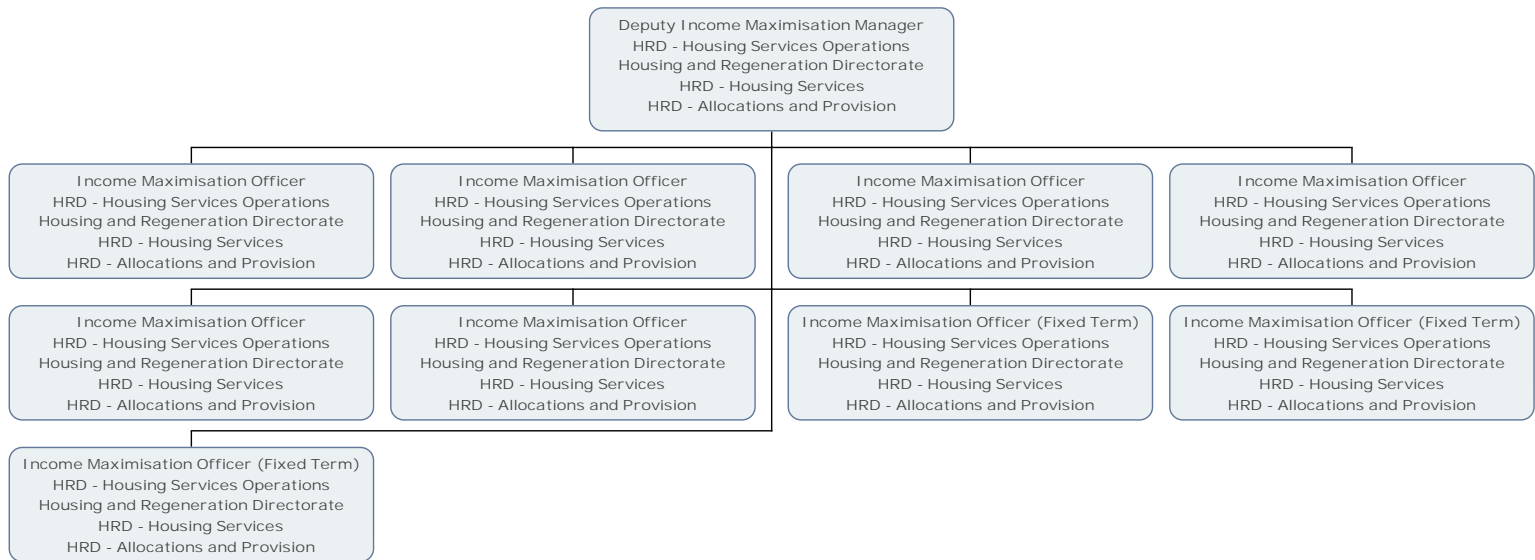 Deputy Income Maximisation Manager
HRD - Housing Services Operations
Housing and Regeneration Directorate
HRD - Housing Services
HRD - Allocations and Provision
Income Maximisation Officer
HRD - Housing Services Operations
Housing and Regeneration Directorate
HRD - Housing Services
HRD - Allocations and Provision
Income Maximisation Officer
HRD - Housing Services Operations
Housing and Regeneration Directorate
HRD - Housing Services
HRD - Allocations and Provision
Income Maximisation Officer
HRD - Housing Services Operations
Housing and Regeneration Directorate
HRD - Housing Services
HRD - Allocations and Provision
Income Maximisation Officer
HRD - Housing Services Operations
Housing and Regeneration Directorate
HRD - Housing Services
HRD - Allocations and Provision
Income Maximisation Officer
HRD - Housing Services Operations
Housing and Regeneration Directorate
HRD - Housing Services
HRD - Allocations and Provision
Income Maximisation Officer
HRD - Housing Services Operations
Housing and Regeneration Directorate
HRD - Housing Services
HRD - Allocations and Provision
Income Maximisation Officer (Fixed Term)
HRD - Housing Services Operations
Housing and Regeneration Directorate
HRD - Housing Services
HRD - Allocations and Provision
Income Maximisation Officer (Fixed Term)
HRD - Housing Services Operations
Housing and Regeneration Directorate
HRD - Housing Services
HRD - Allocations and Provision
Income Maximisation Officer (Fixed Term)
HRD - Housing Services Operations
Housing and Regeneration Directorate
HRD - Housing Services
HRD - Allocations and Provision